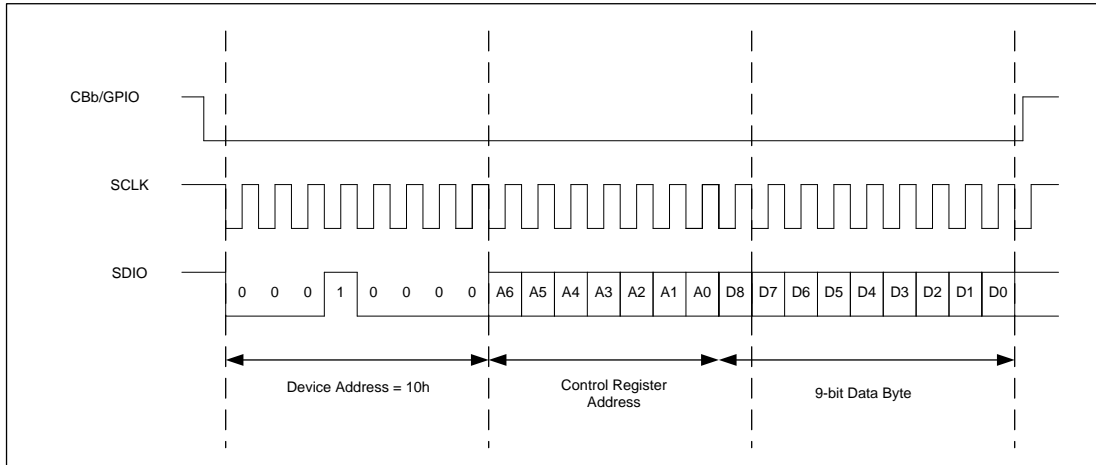 CBb/GPIO
SCLK
SDIO
0 0 0 1 0 0 0 0 A6 A5 A4 A3 A2 A1 A0 D8 D7 D6 D5 D4 D3 D2 D1 D0
Device Address = 10h
Control Register
Address
9-bit Data Byte